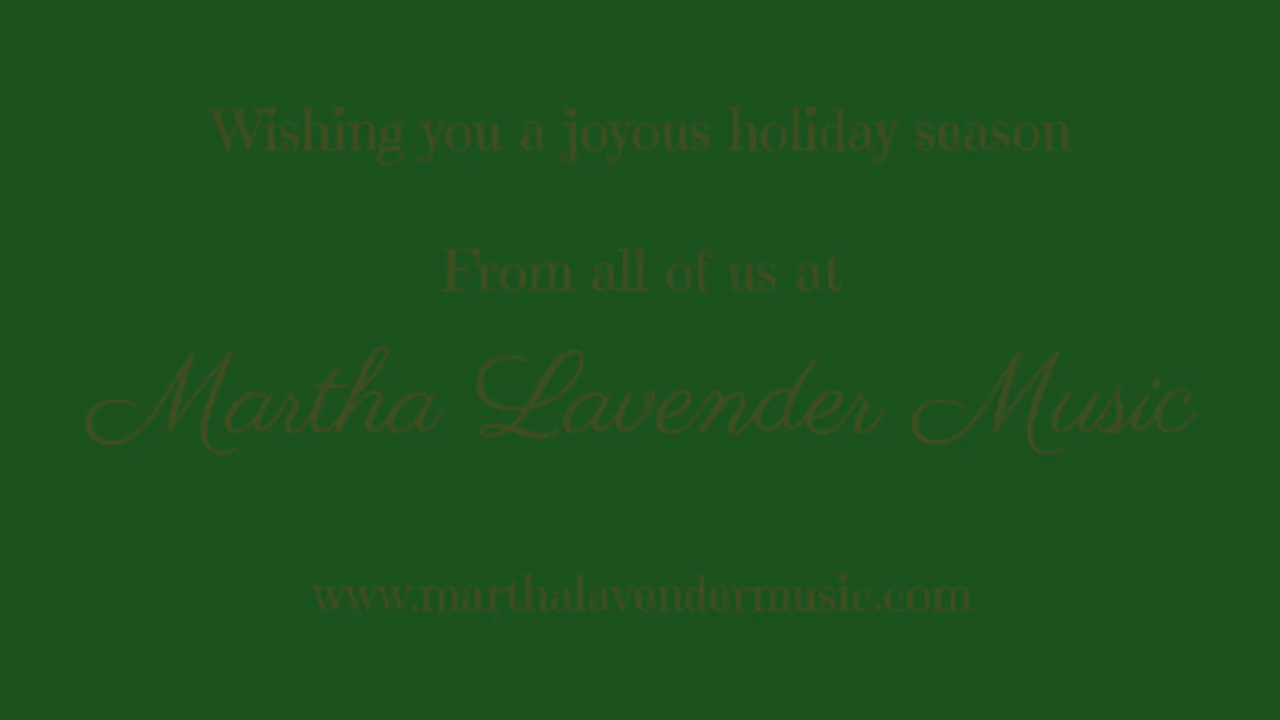 Wishing you a joyous holiday season
From all of us at
Martha Lavender Music
www.marthalavendermusic.com